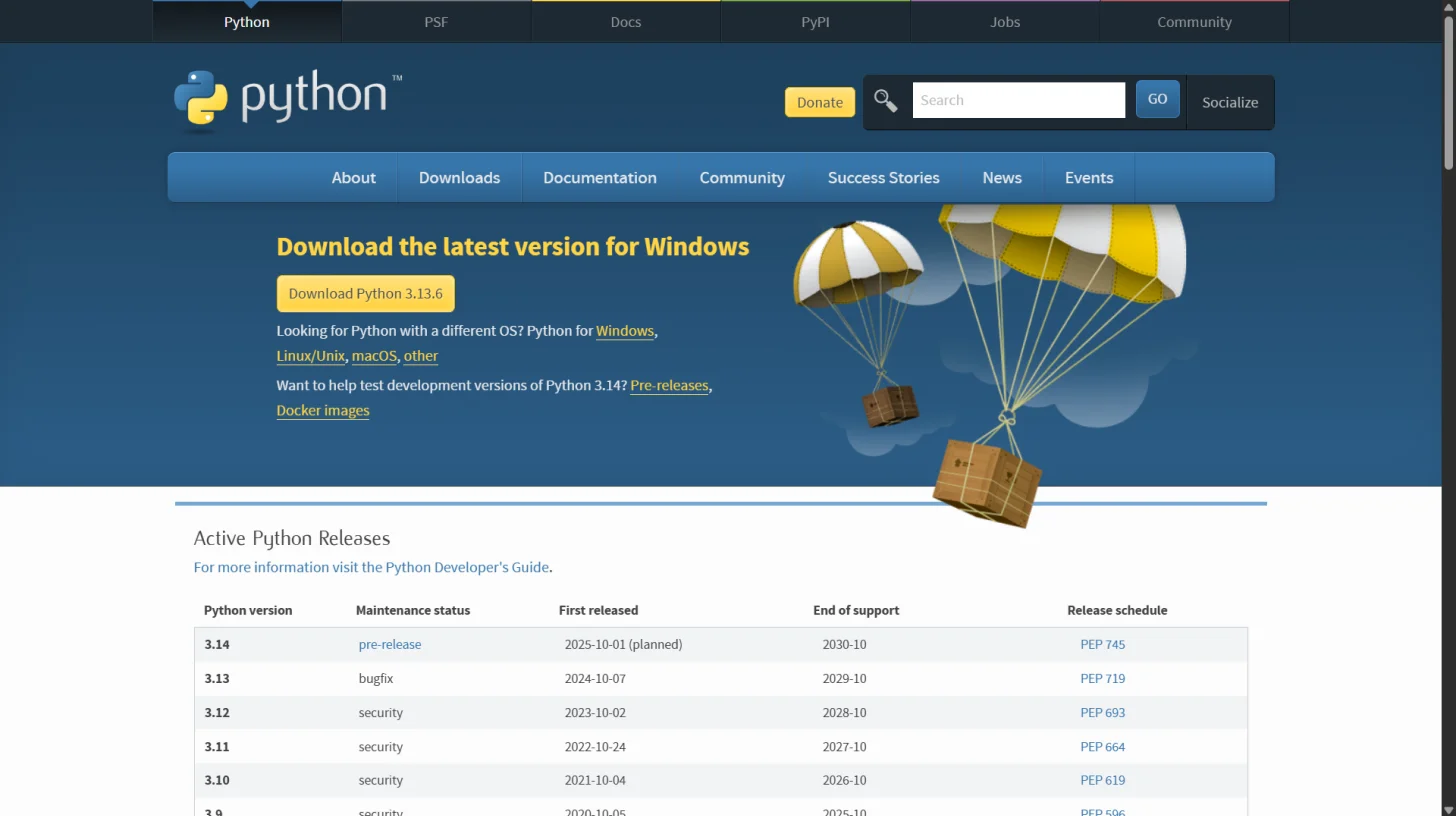 Python PSF Docs PyPI Jobs Community
python™
Donate Search GO Socialize
About Downloads Documentation Community Success Stories News Events
Download the latest version for Windows
Download Python 3.13.6
Looking for Python with a different OS? Python for Windows,
Linux/Unix, macOS, other
Want to help test development versions of Python 3.14? Pre-releases,
Docker images
Active Python Releases
For more information visit the Python Developer's Guide.
Python version Maintenance status First released End of support Release schedule
3.14 pre-release 2025-10-01 (planned) 2030-10 PEP 745
3.13 bugfix 2024-10-07 2029-10 PEP 719
3.12 security 2023-10-02 2028-10 PEP 693
3.11 security 2022-10-24 2027-10 PEP 664
3.10 security 2021-10-04 2026-10 PEP 619
3.9 security 2020-10-05 2025-10 PEP 596